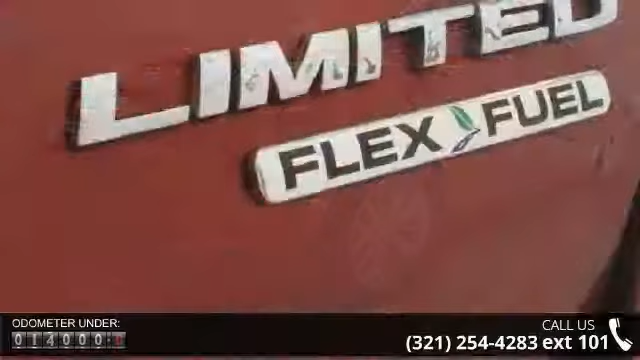 LIMITED
FLEX FUEL
ODOMETER UNDER:
CALL US
014000
(321) 254-4283 ext 101